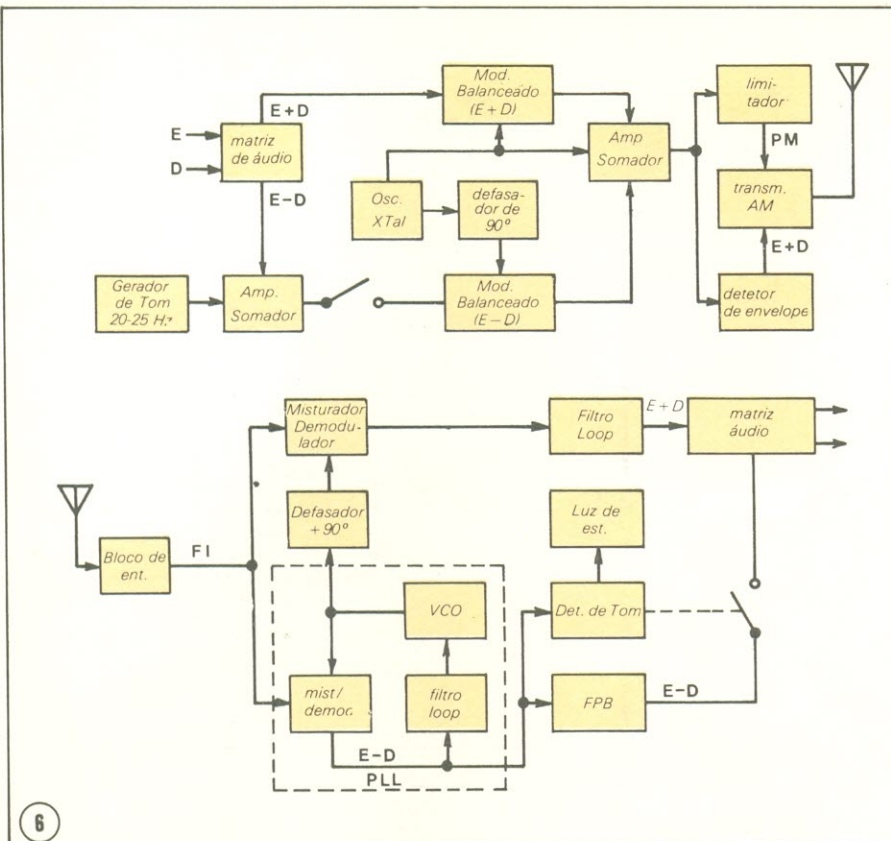 E+D
Mod.
Balanceado
(E+D)
limi-
tador
E
D
matriz
de áudio
Amp
Somador
PM
E−D
Osc.
XTal
defasa-
dor de
90º
transm.
AM
E+D
Gerador
de Tom
20-25 Hz
Amp.
Somador
Mod.
Balanceado
(E−D)
detetor
de envelope
Misturador
Demodu-
lador
Filtro
Loop
E+D
matriz
áudio
Defasador
+90º
Luz de
est.
Bloco de
ent.
FI
VCO
Det. de Tom
mist/
democ.
filtro
loop
FPB
E−D
E−D
PLL
6